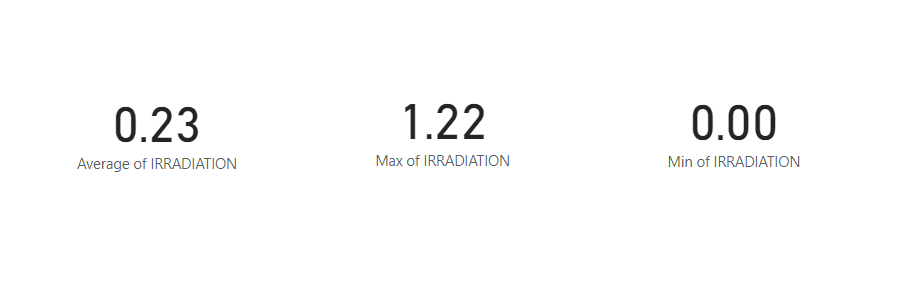 0.23
Average of IRRADIATION
1.22
Max of IRRADIATION
0.00
Min of IRRADIATION